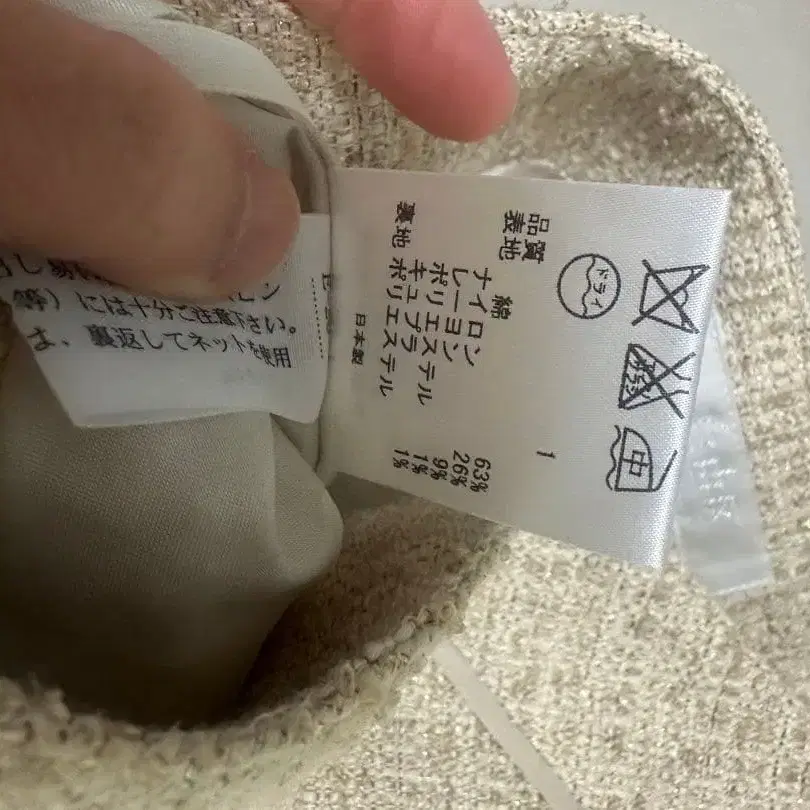 ドライ
中
1
品質
表地 綿 63%
ナイロン 26%
レーヨン 9%
ポリエステル 1%
キュプラ 1%
裏地 ポリエステル
日本製
等）には十分ご注意下さい。
は、裏返してネットを使用